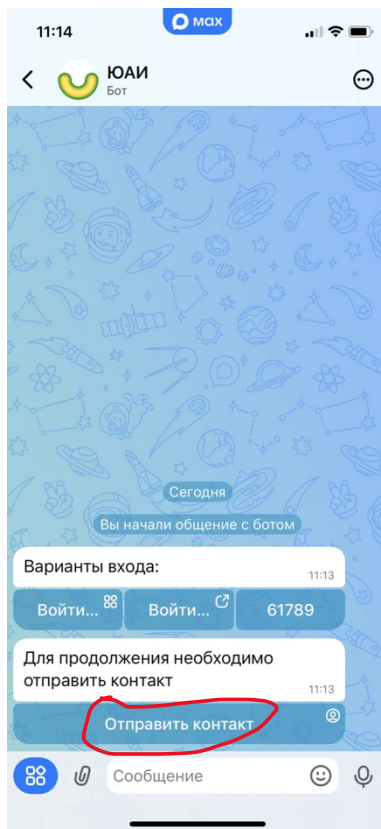 11:14
max
ЮАИ
Бот
Сегодня
Вы начали общение с ботом
Варианты входа:
11:13
Войти...
Войти...
61789
Для продолжения необходимо
отправить контакт
11:13
Отправить контакт
Сообщение